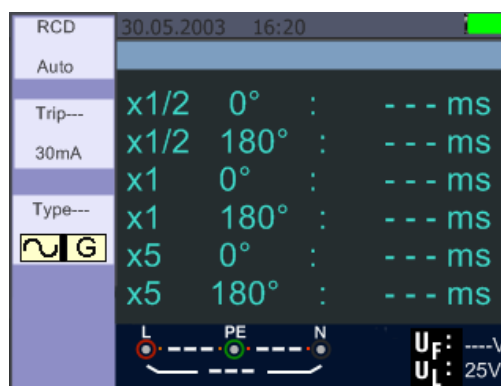 RCD
30.05.2003 16:20
Auto
Trip---
30mA
Type---
G
x1/2 0° : --- ms
x1/2 180° : --- ms
x1 0° : --- ms
x1 180° : --- ms
x5 0° : --- ms
x5 180° : --- ms
L PE N
---
UF: ----V
UL: 25V